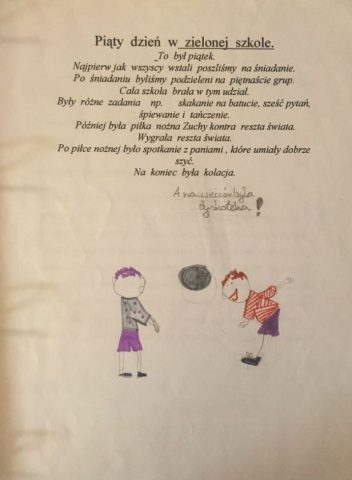 Piąty dzień w zielonej szkole.
To był piątek.
Najpierw jak wszyscy wstali poszliśmy na śniadanie.
Po śniadaniu byliśmy podzieleni na piętnaście grup.
Cała szkoła brała w tym udział.
Były różne zadania np. skakanie na batucie, sześć pytań,
śpiewanie i tańczenie.
Później była piłka nożna Zuchy kontra reszta świata.
Wygrała reszta świata.
Po piłce nożnej było spotkanie z paniami, które umiały dobrze
szyć.
Na koniec była kolacja.
A na wieczór była
dyskoteka!